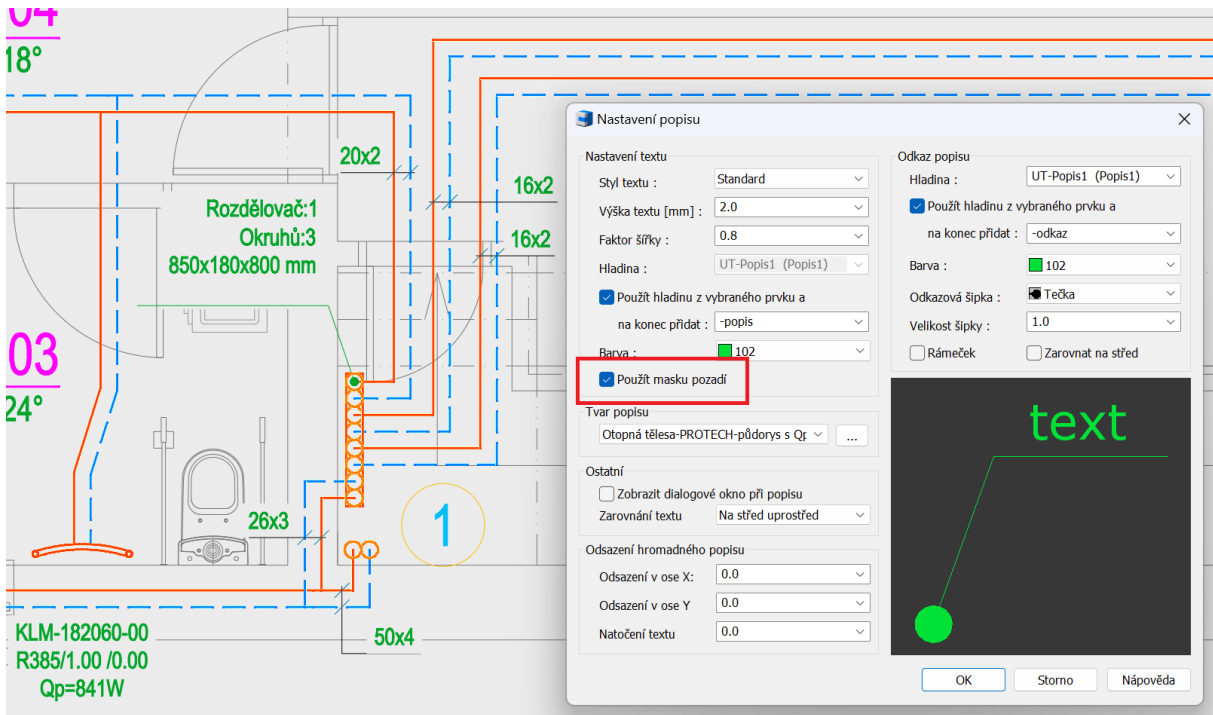 04
18°
20x2
16x2
Rozdělovač:1
Okruhů:3
850x180x800 mm
16x2
03
24°
26x3
1
50x4
KLM-182060-00
R385/1.00 /0.00
Qp=841W
Nastavení popisu
Nastavení textu
Styl textu : Standard
Výška textu [mm] : 2.0
Faktor šířky : 0.8
Hladina : UT-Popis1 (Popis1)
Použít hladinu z vybraného prvku a
na konec přidat : -popis
Barva : 102
Použít masku pozadí
Tvar popisu
Otopná tělesa-PROTECH-půdorys s Qp ...
Ostatní
Zobrazit dialogové okno při popisu
Zarovnání textu Na střed uprostřed
Odsazení hromadného popisu
Odsazení v ose X: 0.0
Odsazení v ose Y 0.0
Natočení textu 0.0
Odkaz popisu
Hladina : UT-Popis1 (Popis1)
Použít hladinu z vybraného prvku a
na konec přidat : -odkaz
Barva : 102
Odkazová šipka : Tečka
Velikost šipky : 1.0
Rámeček Zarovnat na střed
text
OK Storno Nápověda